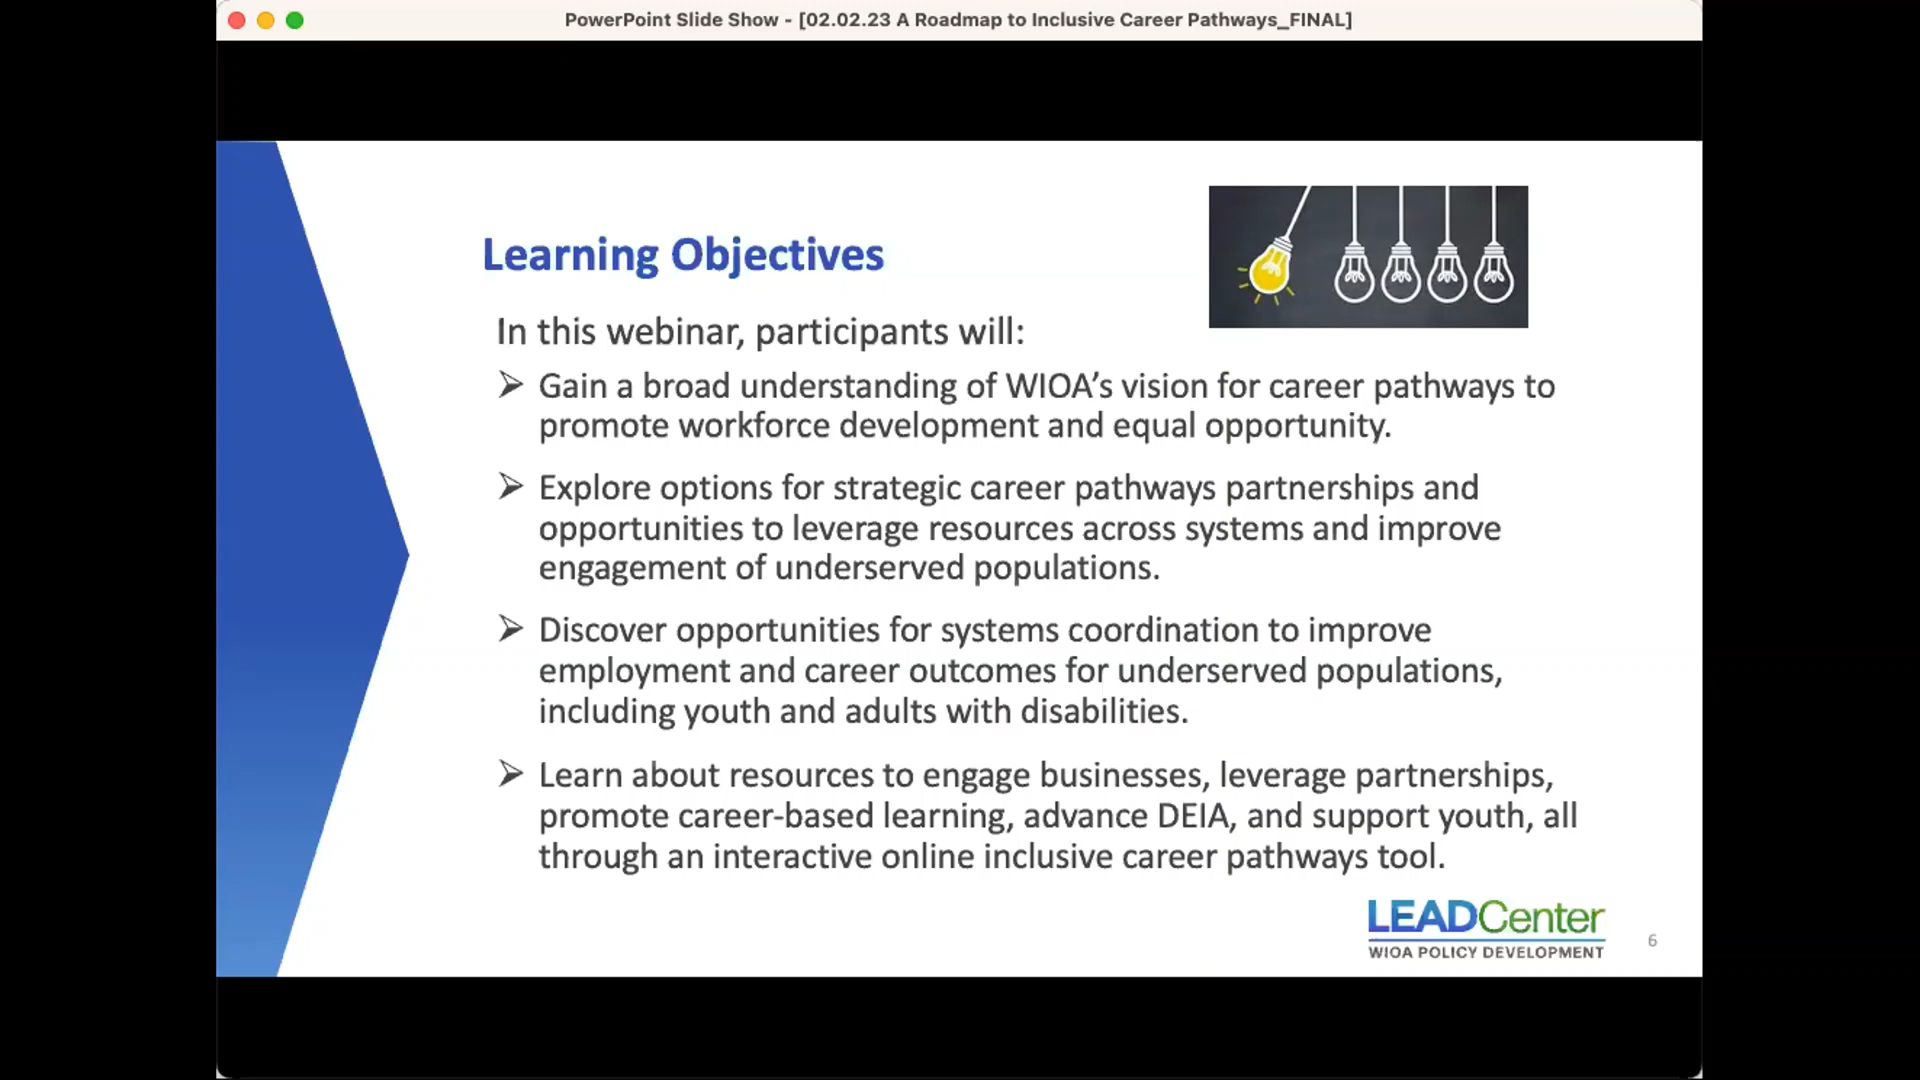 PowerPoint Slide Show - [02.02.23 A Roadmap to Inclusive Career Pathways_FINAL]
Learning Objectives
In this webinar, participants will:
➢ Gain a broad understanding of WIOA’s vision for career pathways to
promote workforce development and equal opportunity.
➢ Explore options for strategic career pathways partnerships and
opportunities to leverage resources across systems and improve
engagement of underserved populations.
➢ Discover opportunities for systems coordination to improve
employment and career outcomes for underserved populations,
including youth and adults with disabilities.
➢ Learn about resources to engage businesses, leverage partnerships,
promote career-based learning, advance DEIA, and support youth, all
through an interactive online inclusive career pathways tool.
LEADCenter
WIOA POLICY DEVELOPMENT
6